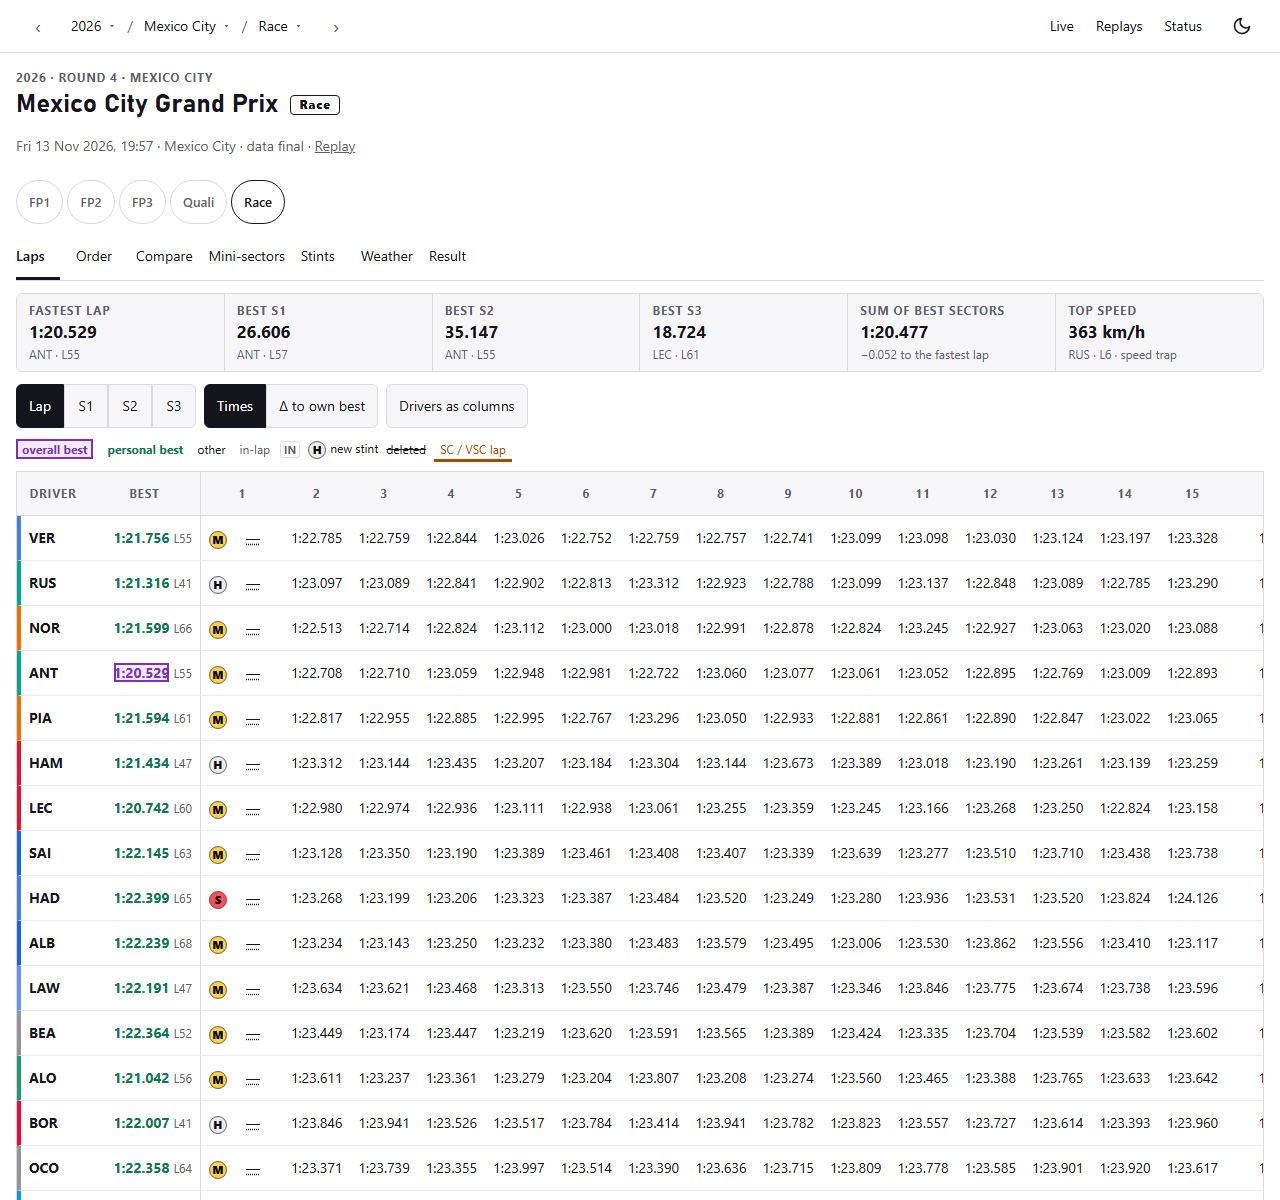 ‹ 2026 / Mexico City / Race ›
Live Replays Status
2026 · ROUND 4 · MEXICO CITY
Mexico City Grand Prix Race
Fri 13 Nov 2026, 19:57 · Mexico City · data final · Replay
FP1 FP2 FP3 Quali Race
Laps Order Compare Mini-sectors Stints Weather Result
FASTEST LAP BEST S1 BEST S2 BEST S3 SUM OF BEST SECTORS TOP SPEED
1:20.529 26.606 35.147 18.724 1:20.477 363 km/h
ANT · L55 ANT · L57 ANT · L55 LEC · L61 −0.052 to the fastest lap RUS · L6 · speed trap
Lap S1 S2 S3 Times Δ to own best Drivers as columns
overall best personal best other in-lap IN H new stint deleted SC / VSC lap
DRIVER BEST 1 2 3 4 5 6 7 8 9 10 11 12 13 14 15
VER 1:21.756 L55 M — 1:22.785 1:22.759 1:22.844 1:23.026 1:22.752 1:22.759 1:22.757 1:22.741 1:23.099 1:23.098 1:23.030 1:23.124 1:23.197 1:23.328
RUS 1:21.316 L41 H — 1:23.097 1:23.089 1:22.841 1:22.902 1:22.813 1:23.312 1:22.923 1:22.788 1:23.099 1:23.137 1:22.848 1:23.089 1:22.785 1:23.290
NOR 1:21.599 L66 M — 1:22.513 1:22.714 1:22.824 1:23.112 1:23.000 1:23.018 1:22.991 1:22.878 1:22.824 1:23.245 1:22.927 1:23.063 1:23.020 1:23.088
ANT 1:20.529 L55 M — 1:22.708 1:22.710 1:23.059 1:22.948 1:22.981 1:22.722 1:23.060 1:23.077 1:23.061 1:23.052 1:22.895 1:22.769 1:23.009 1:22.893
PIA 1:21.594 L61 M — 1:22.817 1:22.955 1:22.885 1:22.995 1:22.767 1:23.296 1:23.050 1:22.933 1:22.881 1:22.861 1:22.890 1:22.847 1:23.022 1:23.065
HAM 1:21.434 L47 H — 1:23.312 1:23.144 1:23.435 1:23.207 1:23.184 1:23.304 1:23.144 1:23.673 1:23.389 1:23.018 1:23.190 1:23.261 1:23.139 1:23.259
LEC 1:20.742 L60 M — 1:22.980 1:22.974 1:22.936 1:23.111 1:22.938 1:23.061 1:23.255 1:23.359 1:23.245 1:23.166 1:23.268 1:23.250 1:22.824 1:23.158
SAI 1:22.145 L63 M — 1:23.128 1:23.350 1:23.190 1:23.389 1:23.461 1:23.408 1:23.407 1:23.339 1:23.639 1:23.277 1:23.510 1:23.710 1:23.438 1:23.738
HAD 1:22.399 L65 S — 1:23.268 1:23.199 1:23.206 1:23.323 1:23.387 1:23.484 1:23.520 1:23.249 1:23.280 1:23.936 1:23.531 1:23.520 1:23.824 1:24.126
ALB 1:22.239 L68 M — 1:23.234 1:23.143 1:23.250 1:23.232 1:23.380 1:23.483 1:23.579 1:23.495 1:23.006 1:23.530 1:23.862 1:23.556 1:23.410 1:23.117
LAW 1:22.191 L47 M — 1:23.634 1:23.621 1:23.468 1:23.313 1:23.550 1:23.746 1:23.479 1:23.387 1:23.346 1:23.846 1:23.775 1:23.674 1:23.738 1:23.596
BEA 1:22.364 L52 M — 1:23.449 1:23.174 1:23.447 1:23.219 1:23.620 1:23.591 1:23.565 1:23.389 1:23.424 1:23.335 1:23.704 1:23.539 1:23.582 1:23.602
ALO 1:21.042 L56 M — 1:23.611 1:23.237 1:23.361 1:23.279 1:23.204 1:23.807 1:23.208 1:23.274 1:23.560 1:23.465 1:23.388 1:23.765 1:23.633 1:23.642
BOR 1:22.007 L41 H — 1:23.846 1:23.941 1:23.526 1:23.517 1:23.784 1:23.414 1:23.941 1:23.782 1:23.823 1:23.557 1:23.727 1:23.614 1:23.393 1:23.960
OCO 1:22.358 L64 M — 1:23.371 1:23.739 1:23.355 1:23.997 1:23.514 1:23.390 1:23.636 1:23.715 1:23.809 1:23.778 1:23.585 1:23.901 1:23.920 1:23.617